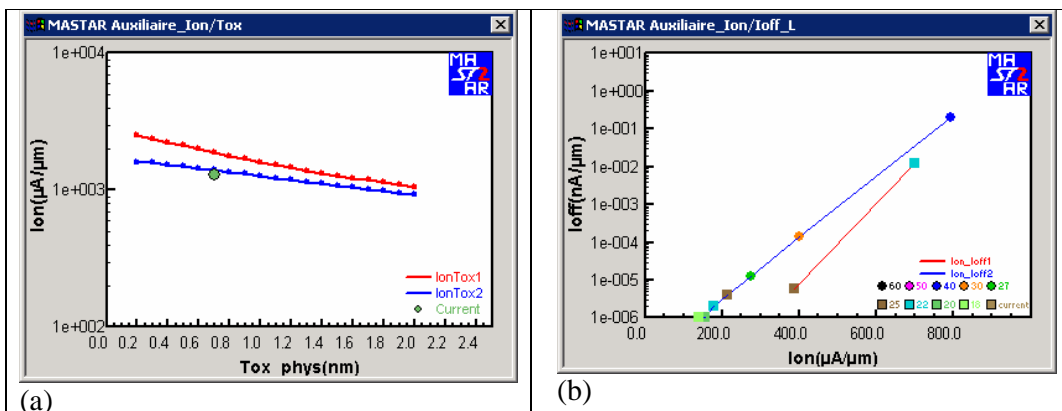 MASTAR Auxiliaire_Ion/Tox
1e+004
1e+003
1e+002
Ion(µA/µm)
0.0 0.2 0.4 0.6 0.8 1.0 1.2 1.4 1.6 1.8 2.0 2.2 2.4
Tox phys(nm)
IonTox1
IonTox2
Current
MA
ST2
AR
(a)
MASTAR Auxiliaire_Ion/Ioff_L
1e+001
1e+000
1e-001
1e-002
1e-003
1e-004
1e-005
1e-006
Ioff(nA/µm)
0.0 200.0 400.0 600.0 800.0
Ion(µA/µm)
Ion_Ioff1
Ion_Ioff2
60 50 40 30 27
25 22 20 18 current
MA
ST2
AR
(b)